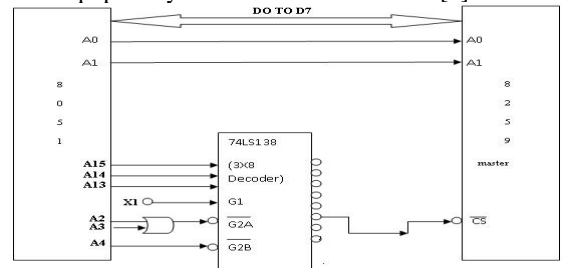 DO TO D7
A0 A0
A1 A1
8 8
0 2
5 5
1 9
74LS138
A15 (3X8 master
A14 Decoder)
A13
X1 G1
A2 G2A CS
A3
A4 G2B